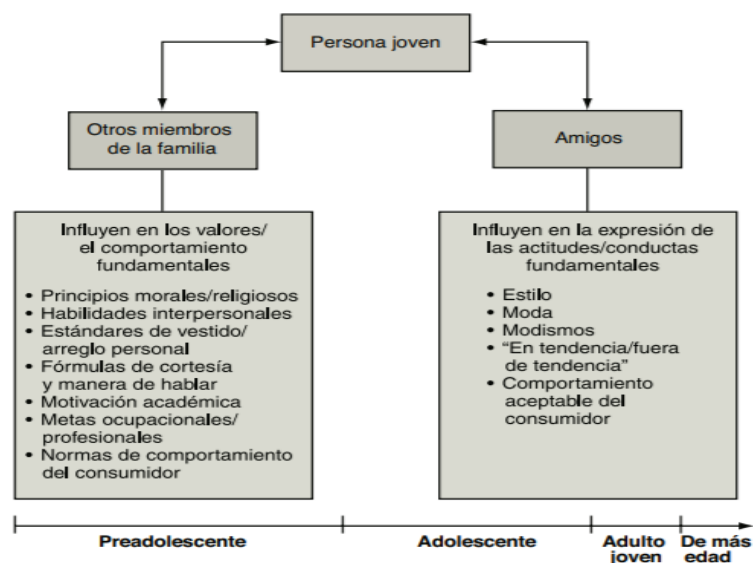 Persona joven
Otros miembros
de la familia
Amigos
Influyen en los valores/
el comportamiento
fundamentales
• Principios morales/religiosos
• Habilidades interpersonales
• Estándares de vestido/
arreglo personal
• Fórmulas de cortesía
y manera de hablar
• Motivación académica
• Metas ocupacionales/
profesionales
• Normas de comportamiento
del consumidor
Influyen en la expresión de
las actitudes/conductas
fundamentales
• Estilo
• Moda
• Modismos
• “En tendencia/fuera
de tendencia”
• Comportamiento
aceptable del
consumidor
Preadolescente
Adolescente
Adulto
joven
De más
edad